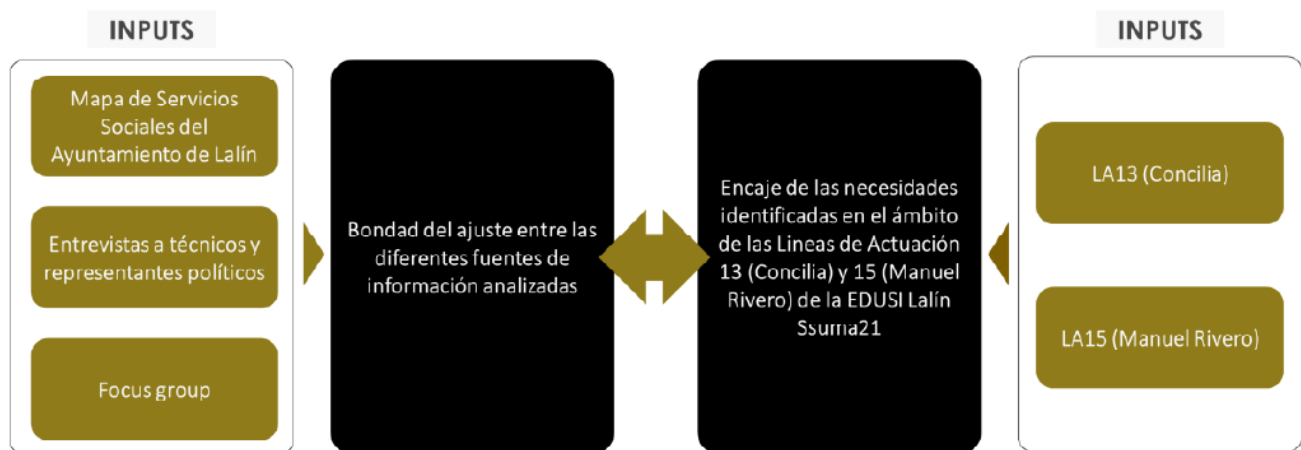 INPUTS
Mapa de Servicios
Sociales del
Ayuntamiento de Lalín
Entrevistas a técnicos y
representantes políticos
Focus group
Bondad del ajuste entre las
diferentes fuentes de
información analizadas
Encaje de las necesidades
identificadas en el ámbito
de las Lineas de Actuación
13 (Concilia) y 15 (Manuel
Rivero) de la EDUSI Lalín
Ssuma21
INPUTS
LA13 (Concilia)
LA15 (Manuel Rivero)